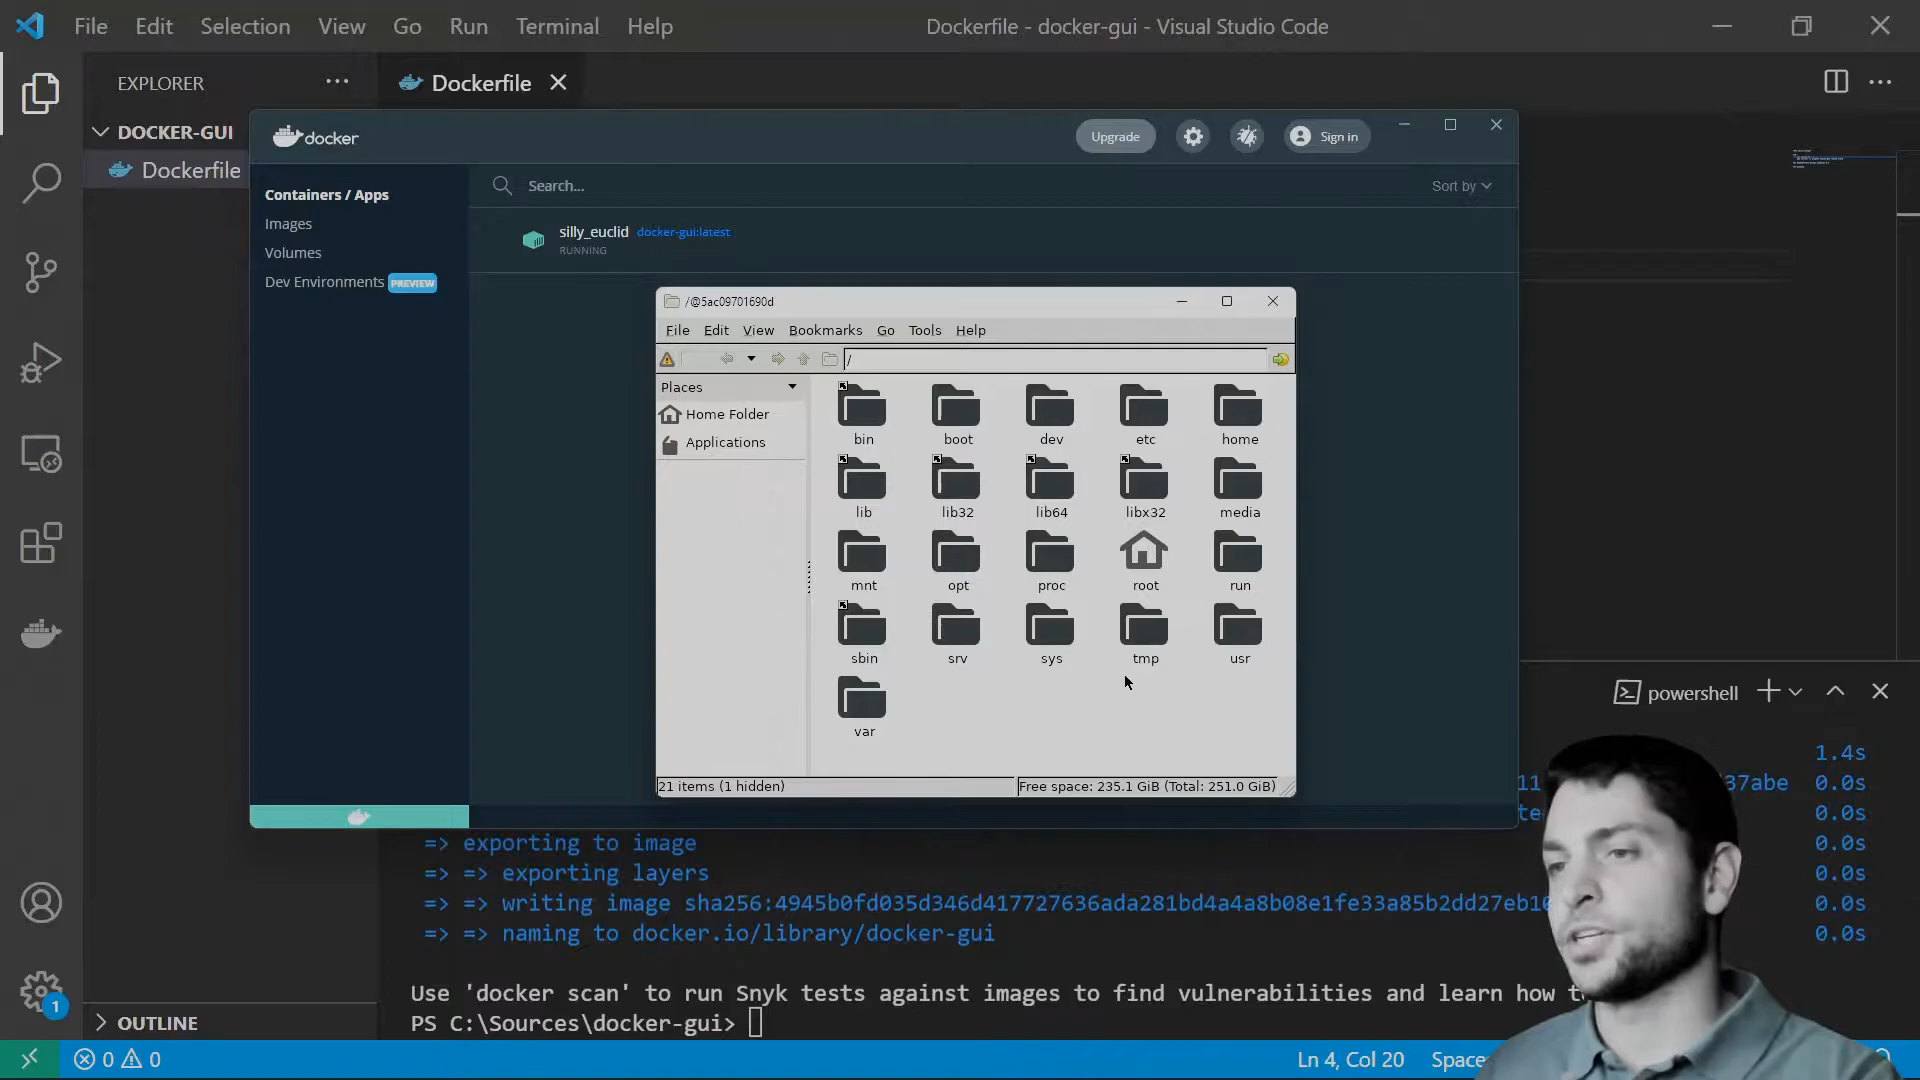 File Edit Selection View Go Run Terminal Help
Dockerfile - docker-gui - Visual Studio Code
EXPLORER
Dockerfile
DOCKER-GUI
Dockerfile
docker
Upgrade
Sign in
Containers / Apps
Images
Volumes
Dev Environments PREVIEW
Search...
Sort by
silly_euclid docker-gui:latest
RUNNING
/@5ac09701690d
File Edit View Bookmarks Go Tools Help
/
Places
Home Folder
Applications
bin boot dev etc home
lib lib32 lib64 libx32 media
mnt opt proc root run
sbin srv sys tmp usr
var
21 items (1 hidden)
Free space: 235.1 GiB (Total: 251.0 GiB)
powershell
1.4s
37abe 0.0s
0.0s
=> exporting to image 0.0s
=> => exporting layers 0.0s
=> => writing image sha256:4945b0fd035d346d417727636ada281bd4a4a8b08e1fe33a85b2dd27eb1 0.0s
=> => naming to docker.io/library/docker-gui 0.0s
Use 'docker scan' to run Snyk tests against images to find vulnerabilities and learn how
PS C:\Sources\docker-gui>
OUTLINE
1
0 0
Ln 4, Col 20